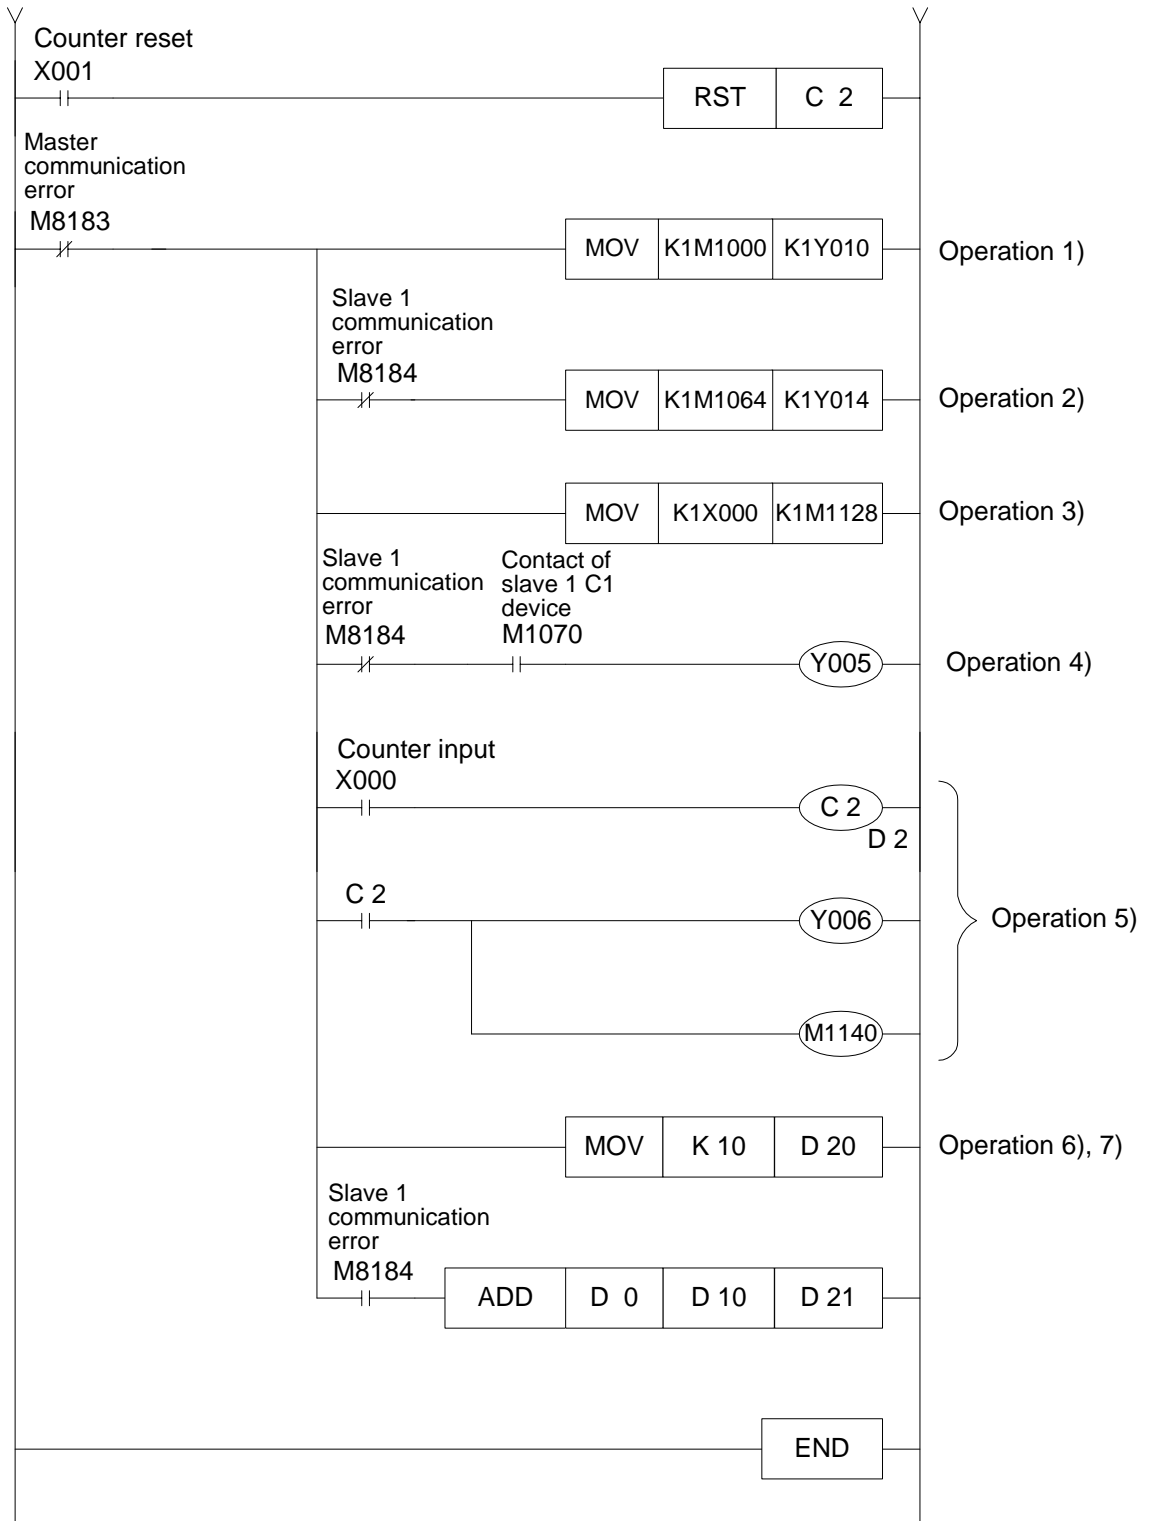 Counter reset
X001
RST C 2
Master
communication
error
M8183
MOV K1M1000 K1Y010 Operation 1)
Slave 1
communication
error
M8184
MOV K1M1064 K1Y014 Operation 2)
MOV K1X000 K1M1128 Operation 3)
Slave 1
communication
error
M8184
Contact of
slave 1 C1
device
M1070
Y005 Operation 4)
Counter input
X000
C 2
D 2
C 2
Y006 Operation 5)
M1140
MOV K 10 D 20 Operation 6), 7)
Slave 1
communication
error
M8184
ADD D 0 D 10 D 21
END